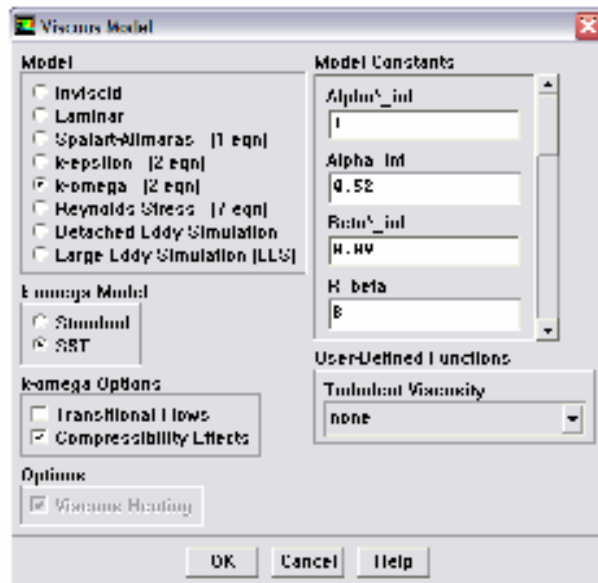 Viscous Model
Model
Inviscid
Laminar
Spalart-Allmaras (1 eqn)
k-epsilon (2 eqn)
k-omega (2 eqn)
Reynolds Stress (7 eqn)
Detached Eddy Simulation
Large Eddy Simulation (LES)
k-omega Model
Standard
SST
k-omega Options
Transitional Flows
Compressibility Effects
Options
Viscous Heating
Model Constants
Alpha*_inf
1
Alpha_inf
0.52
Beta*_inf
0.09
R_beta
8
User-Defined Functions
Turbulent Viscosity
none
OK Cancel Help